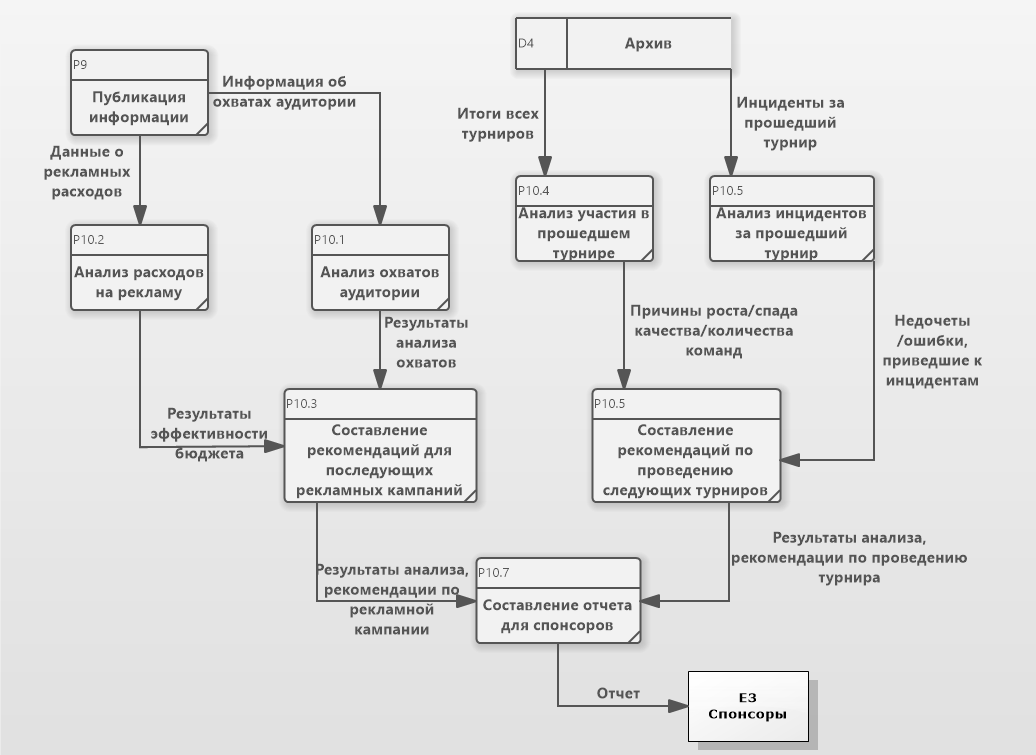 D4
Архив
P9
Публикация
информации
Информация об
охватах аудитории
Итоги всех
турниров
Инциденты за
прошедший
турнир
Данные о
рекламных
расходов
P10.4
Анализ участия в
прошедшем
турнире
P10.5
Анализ инцидентов
за прошедший
турнир
P10.2
Анализ расходов
на рекламу
P10.1
Анализ охватов
аудитории
Результаты
анализа
охватов
Причины роста/спада
качества/количества
команд
Недочеты
/ошибки,
приведшие к
инцидентам
Результаты
эффективности
бюджета
P10.3
Составление
рекомендаций для
последующих
рекламных кампаний
P10.5
Составление
рекомендаций по
проведению
следующих турниров
Результаты анализа,
рекомендации по
рекламной
кампании
P10.7
Составление отчета
для спонсоров
Результаты анализа,
рекомендации по проведению
турнира
Отчет
E3
Спонсоры